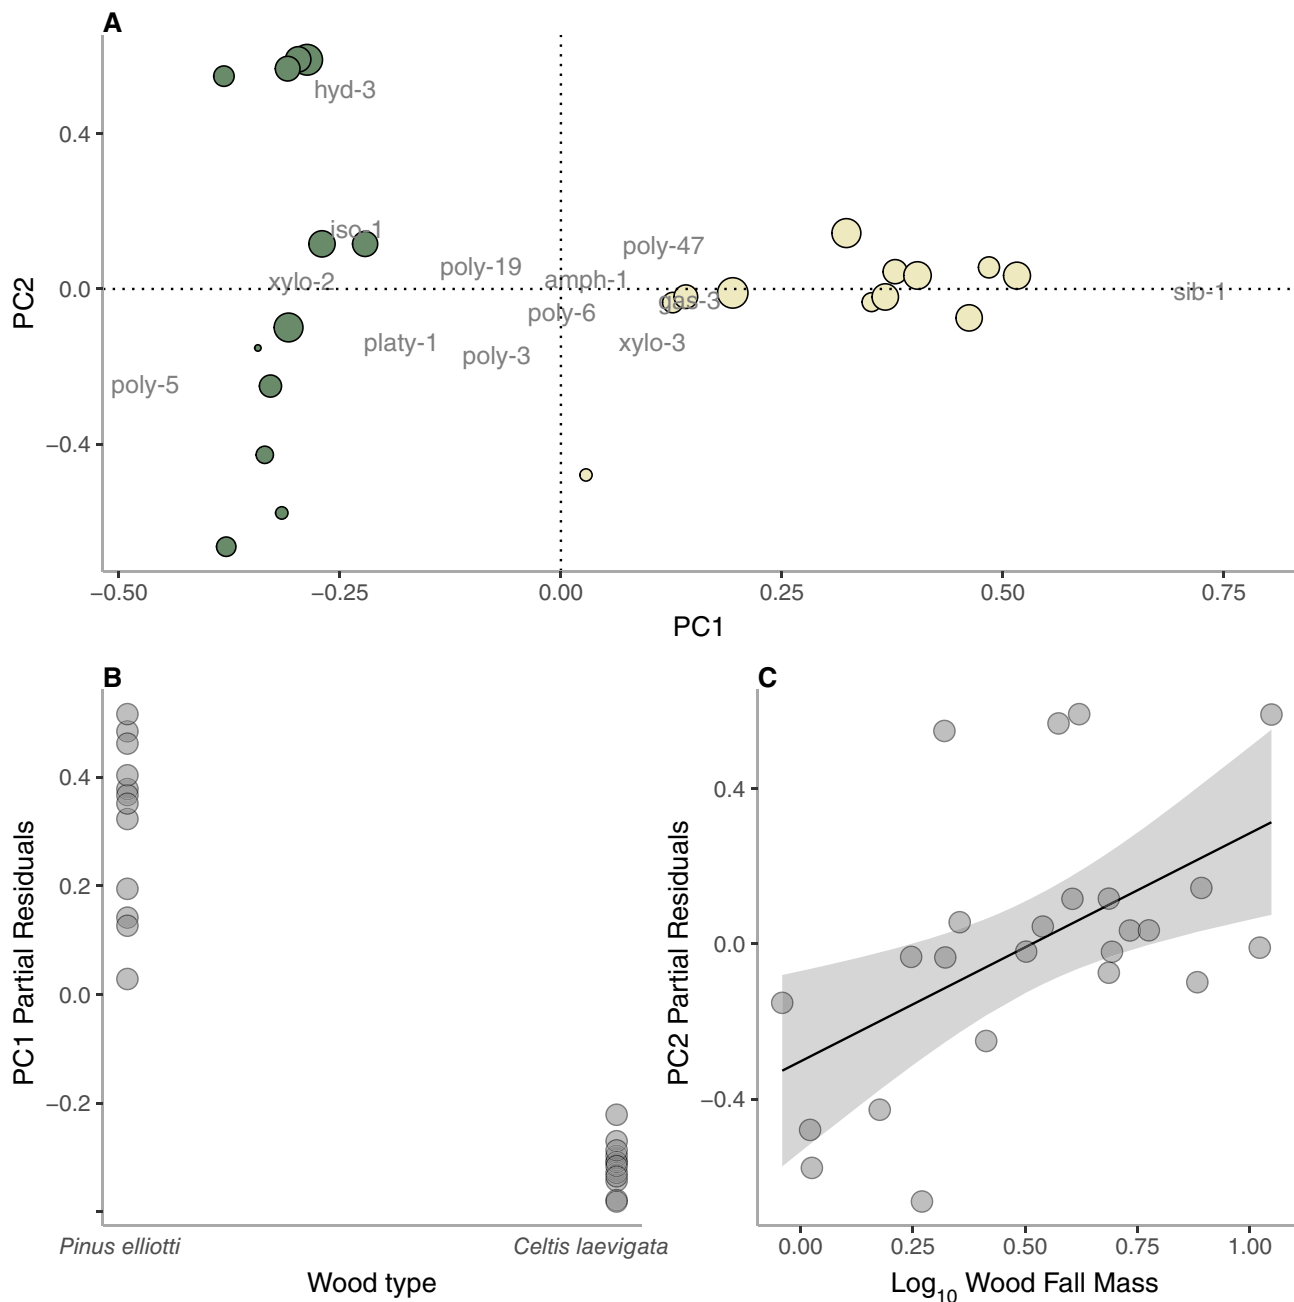 A
hyd-3
0.4
iso-1
poly-47
poly-19
xylo-2
amph-1
0.0
gas-3
sib-1
poly-6
platy-1
xylo-3
poly-3
poly-5
−0.4
PC2
−0.50
−0.25
0.00
0.25
0.50
0.75
PC1
B
0.4
0.2
0.0
−0.2
PC1 Partial Residuals
Pinus elliotti
Celtis laevigata
Wood type
C
0.4
0.0
−0.4
PC2 Partial Residuals
0.00
0.25
0.50
0.75
1.00
Log10 Wood Fall Mass